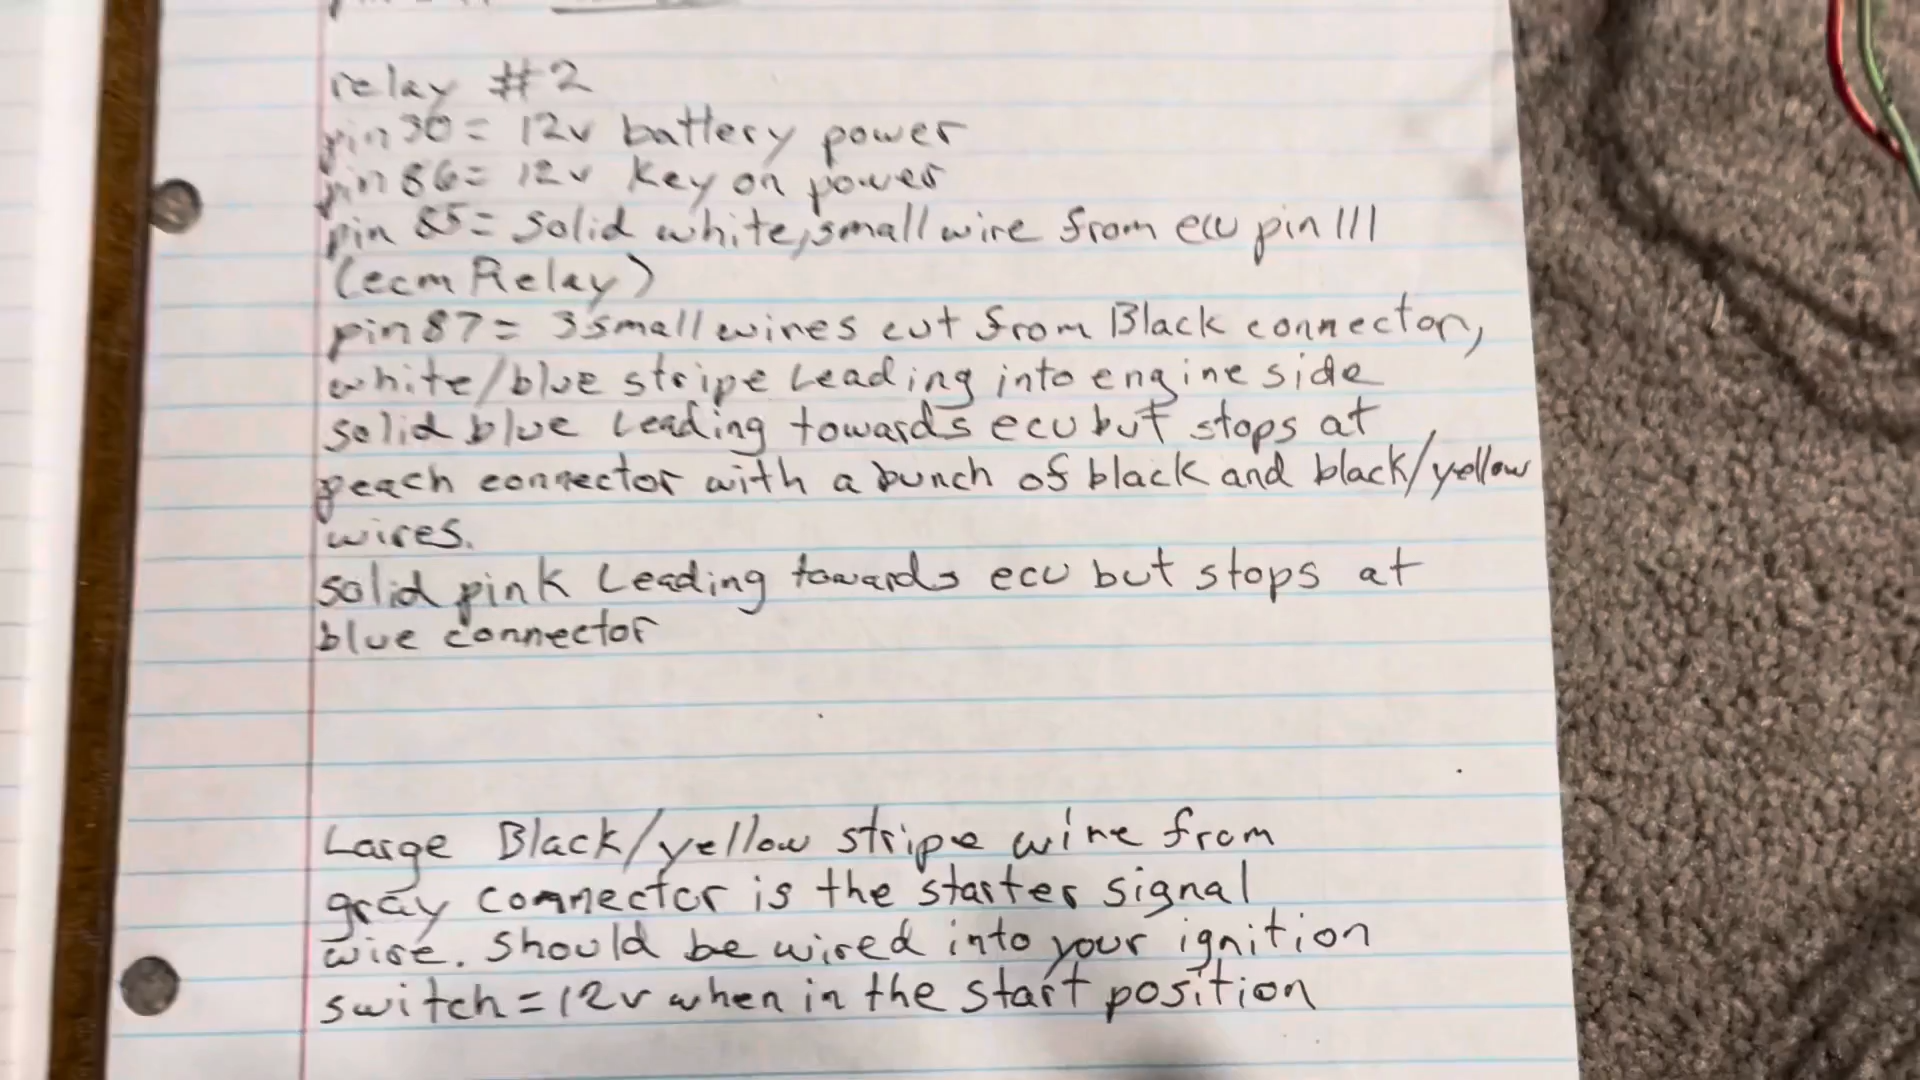 relay #2
pin 30 = 12v battery power
pin 86 = 12v key on power
pin 85 = solid white, small wire from ecu pin 111
(ecm Relay)
pin 87 = 3 small wires cut from Black connector,
white/blue stripe Leading into engine side
solid blue Leading towards ecu but stops at
peach connector with a bunch of black and black/yellow
wires.
solid pink Leading towards ecu but stops at
blue connector
Large Black/yellow stripe wire from
gray connector is the starter signal
wire. should be wired into your ignition
switch = 12v when in the start position